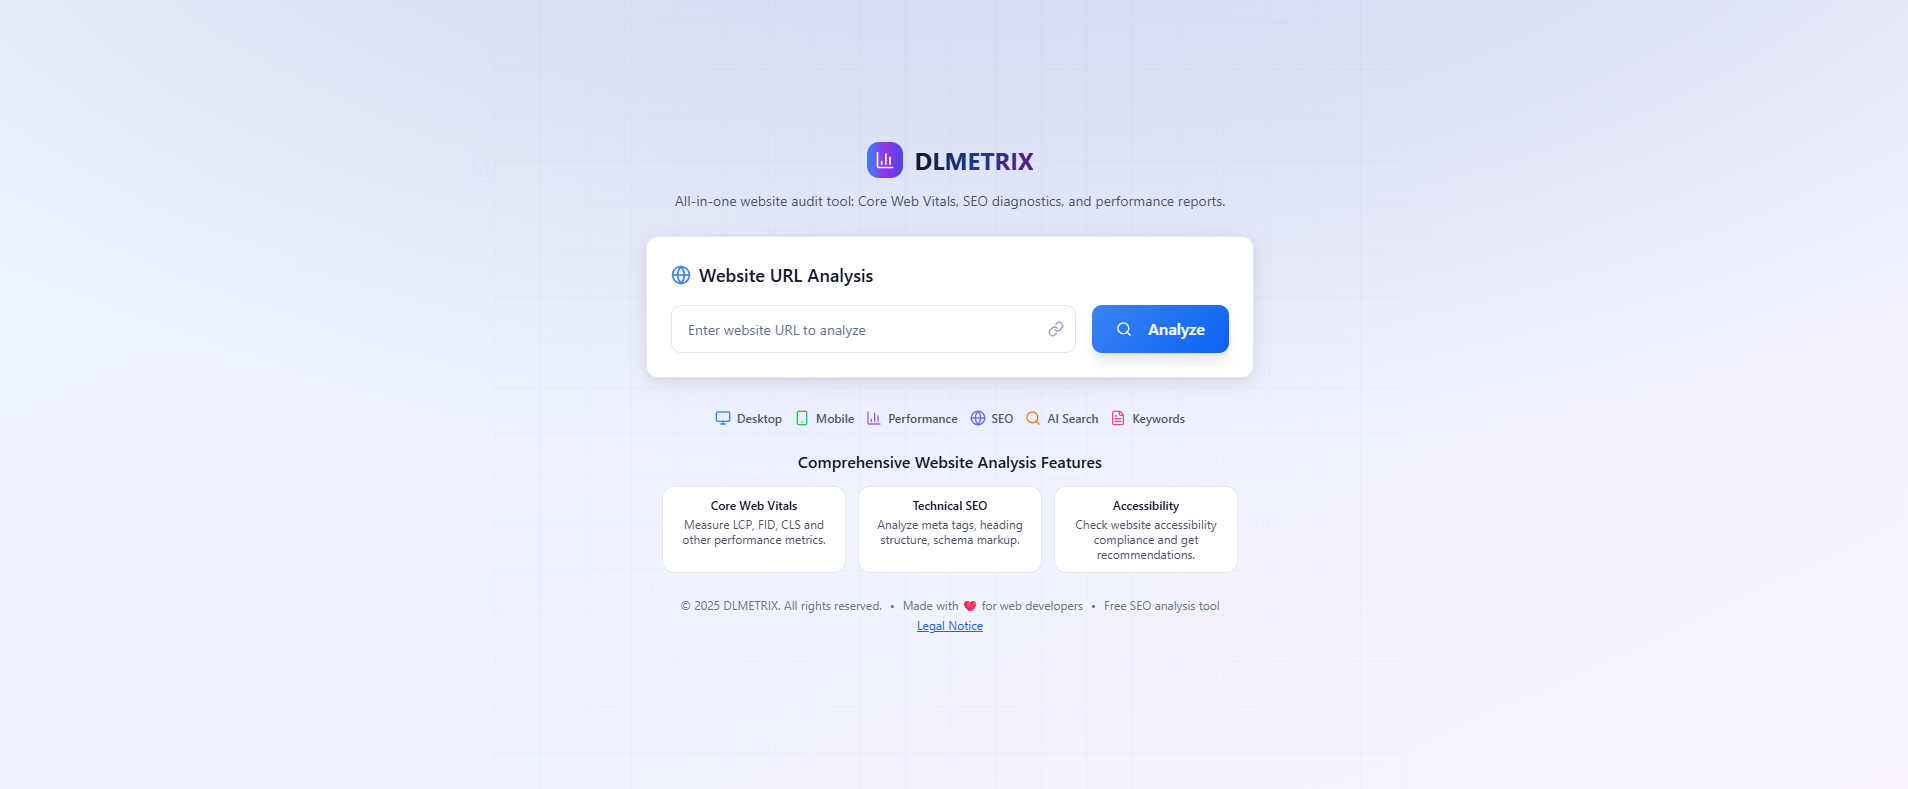 DLMETRIX
All-in-one website audit tool: Core Web Vitals, SEO diagnostics, and performance reports.
Website URL Analysis
Enter website URL to analyze
Analyze
Desktop Mobile Performance SEO AI Search Keywords
Comprehensive Website Analysis Features
Core Web Vitals
Measure LCP, FID, CLS and
other performance metrics.
Technical SEO
Analyze meta tags, heading
structure, schema markup.
Accessibility
Check website accessibility
compliance and get
recommendations.
© 2025 DLMETRIX. All rights reserved. • Made with ❤️ for web developers • Free SEO analysis tool
Legal Notice